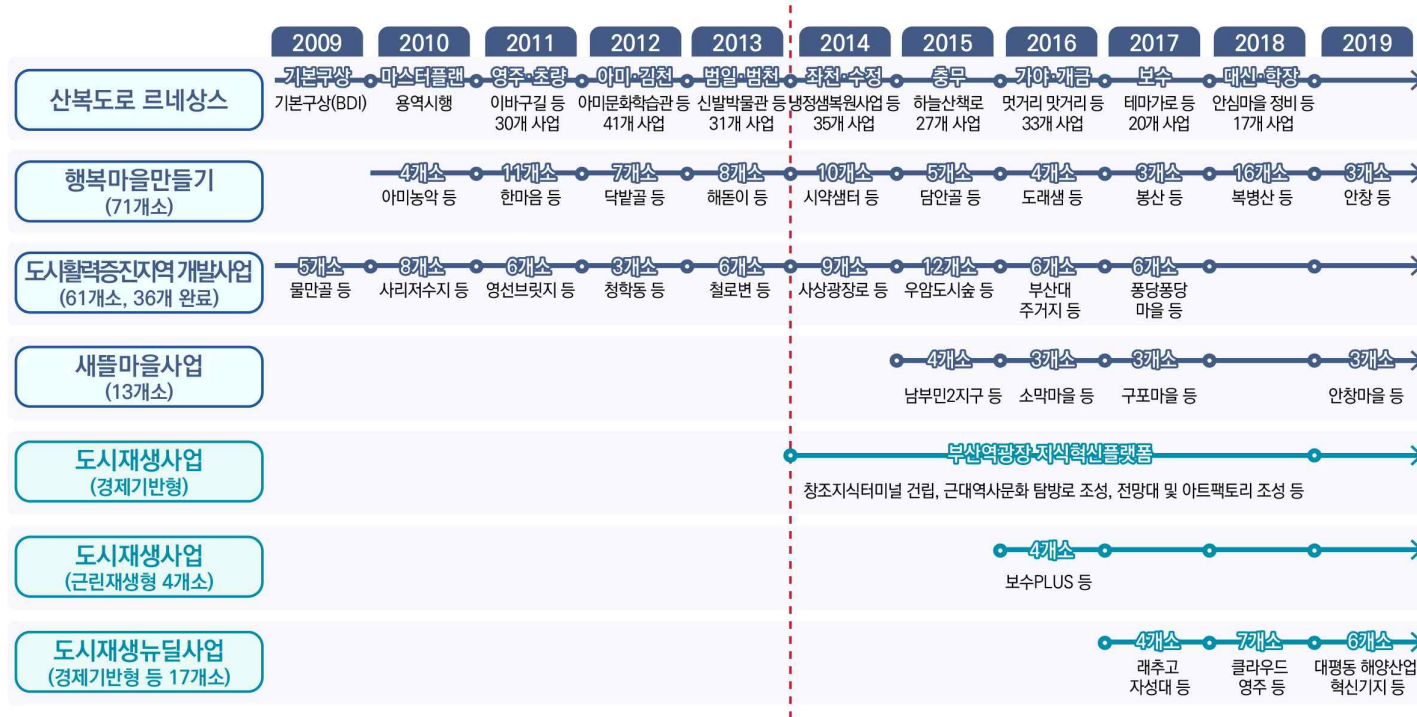 2009 2010 2011 2012 2013 2014 2015 2016 2017 2018 2019
산복도로 르네상스
기본구상 마스터플랜 영주·초량 아미·김천 범일·범천 좌천·수정 충무 가야·개금 보수 대신·학장
기본구상(BDI) 용역시행 이바구길 등 아미문화학습관 등 신발박물관 등 냉정샘복원사업 등 하늘산책로 멋거리 맛거리 등 테마가로 등 안심마을 정비 등
30개 사업 41개 사업 31개 사업 35개 사업 27개 사업 33개 사업 20개 사업 17개 사업
행복마을만들기
(71개소)
4개소 11개소 7개소 8개소 10개소 5개소 4개소 3개소 16개소 3개소
아미농악 등 한마음 등 닥밭골 등 해돋이 등 시약샘터 등 담안골 등 도래샘 등 봉산 등 복병산 등 안창 등
도시활력증진지역 개발사업
(61개소, 36개 완료)
5개소 8개소 6개소 3개소 6개소 9개소 12개소 6개소 6개소
물만골 등 사리저수지 등 영선브릿지 등 청학동 등 철로변 등 사상광장로 등 우암도시숲 등 부산대 퐁당퐁당
주거지 등 마을 등
새뜰마을사업
(13개소)
4개소 3개소 3개소 3개소
남부민2지구 등 소막마을 등 구포마을 등 안창마을 등
도시재생사업
(경제기반형)
부산역광장·지식혁신플랫폼
창조지식터미널 건립, 근대역사문화 탐방로 조성, 전망대 및 아트팩토리 조성 등
도시재생사업
(근린재생형 4개소)
4개소
보수PLUS 등
도시재생뉴딜사업
(경제기반형 등 17개소)
4개소 7개소 6개소
래추고 클라우드 대평동 해양산업
자성대 등 영주 등 혁신기지 등